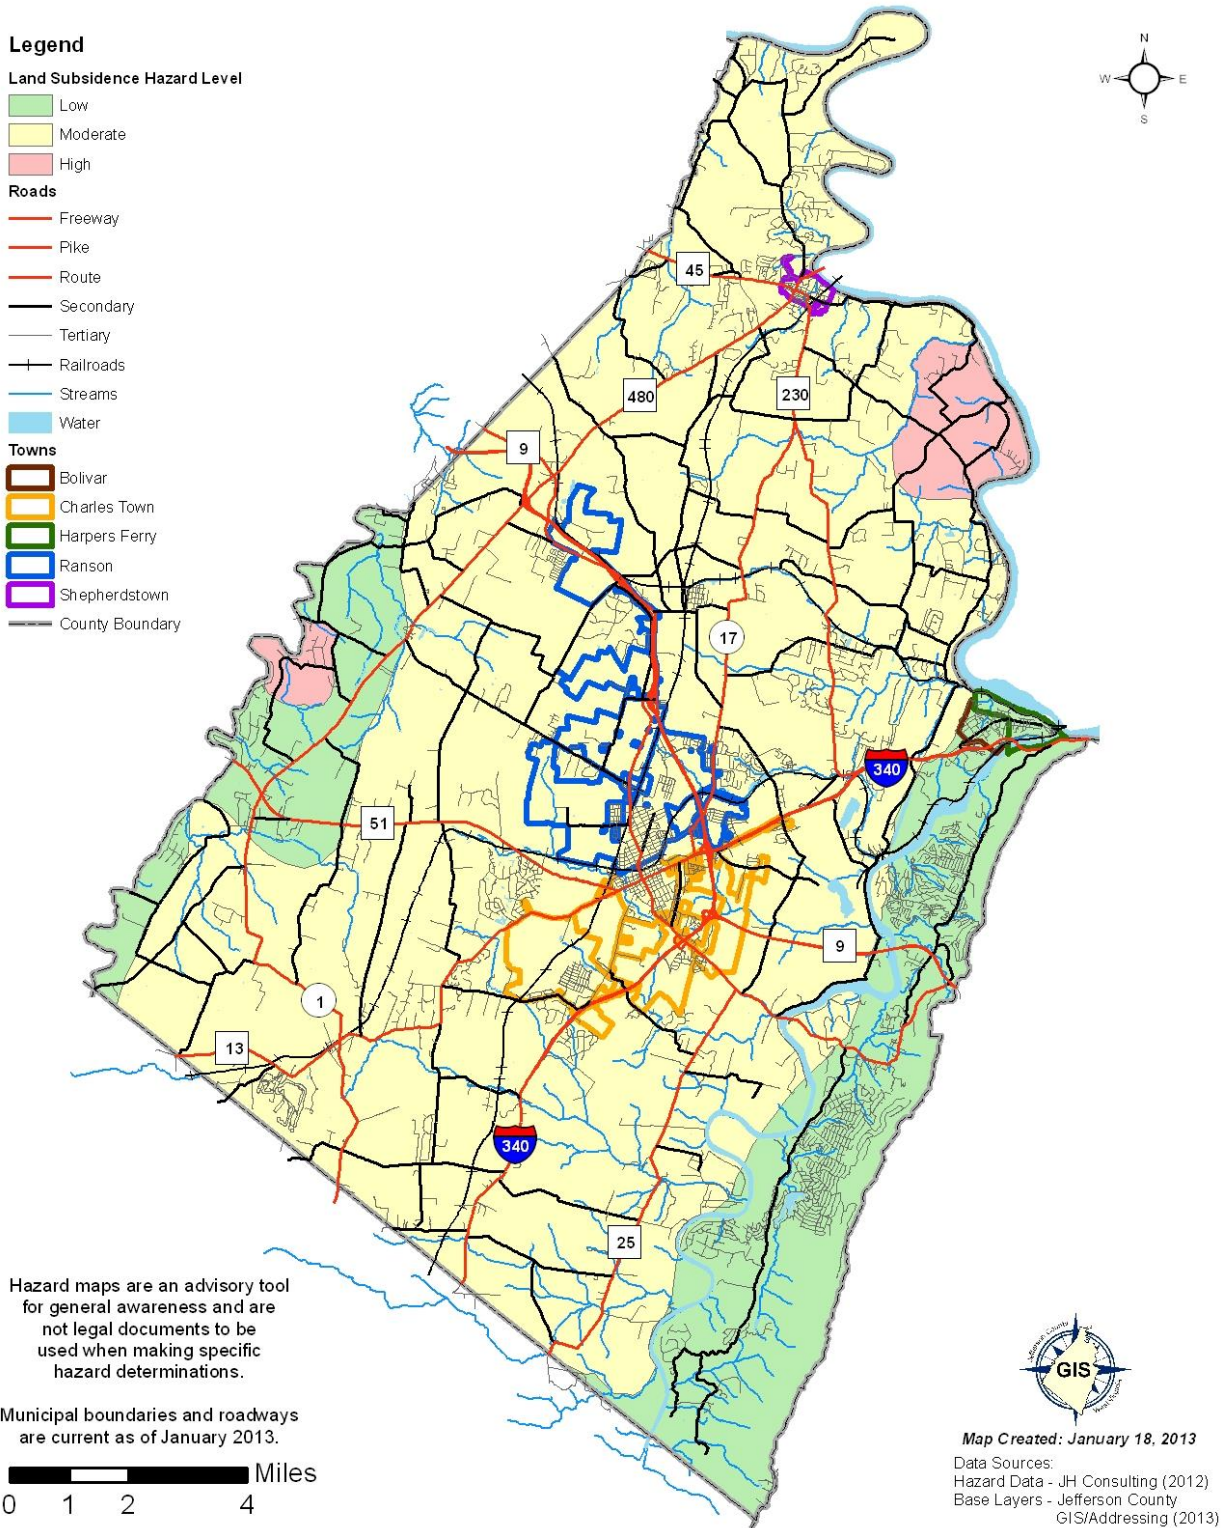 Legend
Land Subsidence Hazard Level
Low
Moderate
High
Roads
Freeway
Pike
Route
Secondary
Tertiary
Railroads
Streams
Water
Towns
Bolivar
Charles Town
Harpers Ferry
Ranson
Shepherdstown
County Boundary
N
W E
S
45
480
230
9
17
340
51
9
1
13
340
25
Hazard maps are an advisory tool
for general awareness and are
not legal documents to be
used when making specific
hazard determinations.
Municipal boundaries and roadways
are current as of January 2013.
Miles
0 1 2 4
Jefferson County
GIS
Map Created: January 18, 2013
Data Sources:
Hazard Data - JH Consulting (2012)
Base Layers - Jefferson County
GIS/Addressing (2013)